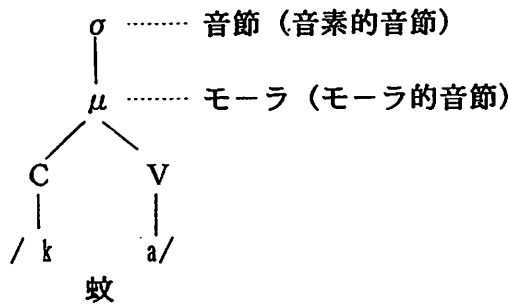 σ ……… 音節（音素的音節）
μ ……… モーラ（モーラ的音節）
C V
/ k a/
蚊